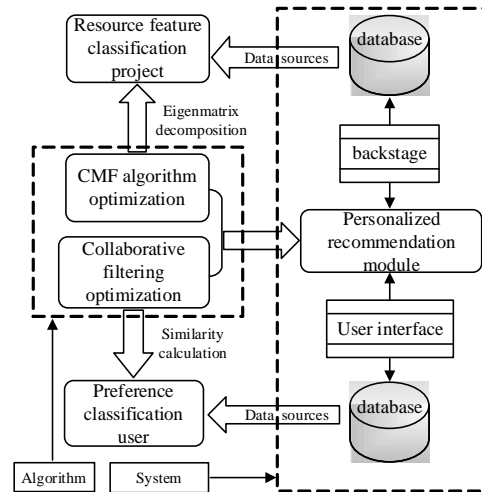 Resource feature
classification
project
Data sources
database
Eigenmatrix
decomposition
backstage
CMF algorithm
optimization
Personalized
recommendation
module
Collaborative
filtering
optimization
Similarity
calculation
User interface
Preference
classification
user
Data sources
database
Algorithm
System